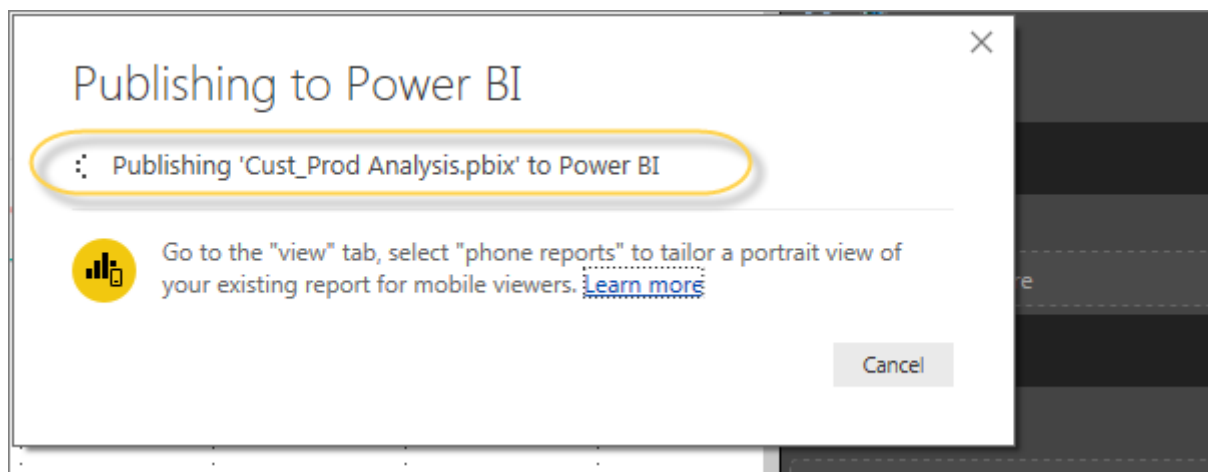 Publishing to Power BI
Publishing 'Cust_Prod Analysis.pbix' to Power BI
Go to the "view" tab, select "phone reports" to tailor a portrait view of
your existing report for mobile viewers. Learn more
re
Cancel